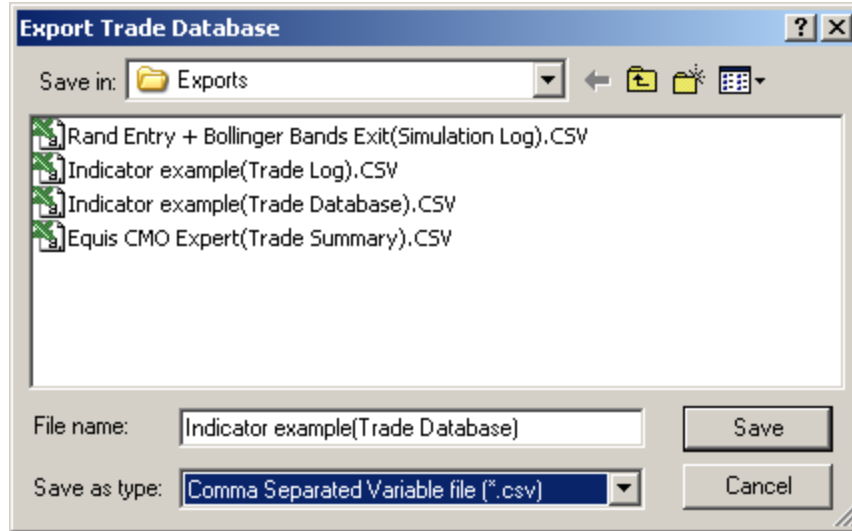 Export Trade Database
Save in: Exports
Rand Entry + Bollinger Bands Exit(Simulation Log).CSV
Indicator example(Trade Log).CSV
Indicator example(Trade Database).CSV
Equis CMO Expert(Trade Summary).CSV
File name: Indicator example(Trade Database) Save
Save as type: Comma Separated Variable file (*.csv) Cancel